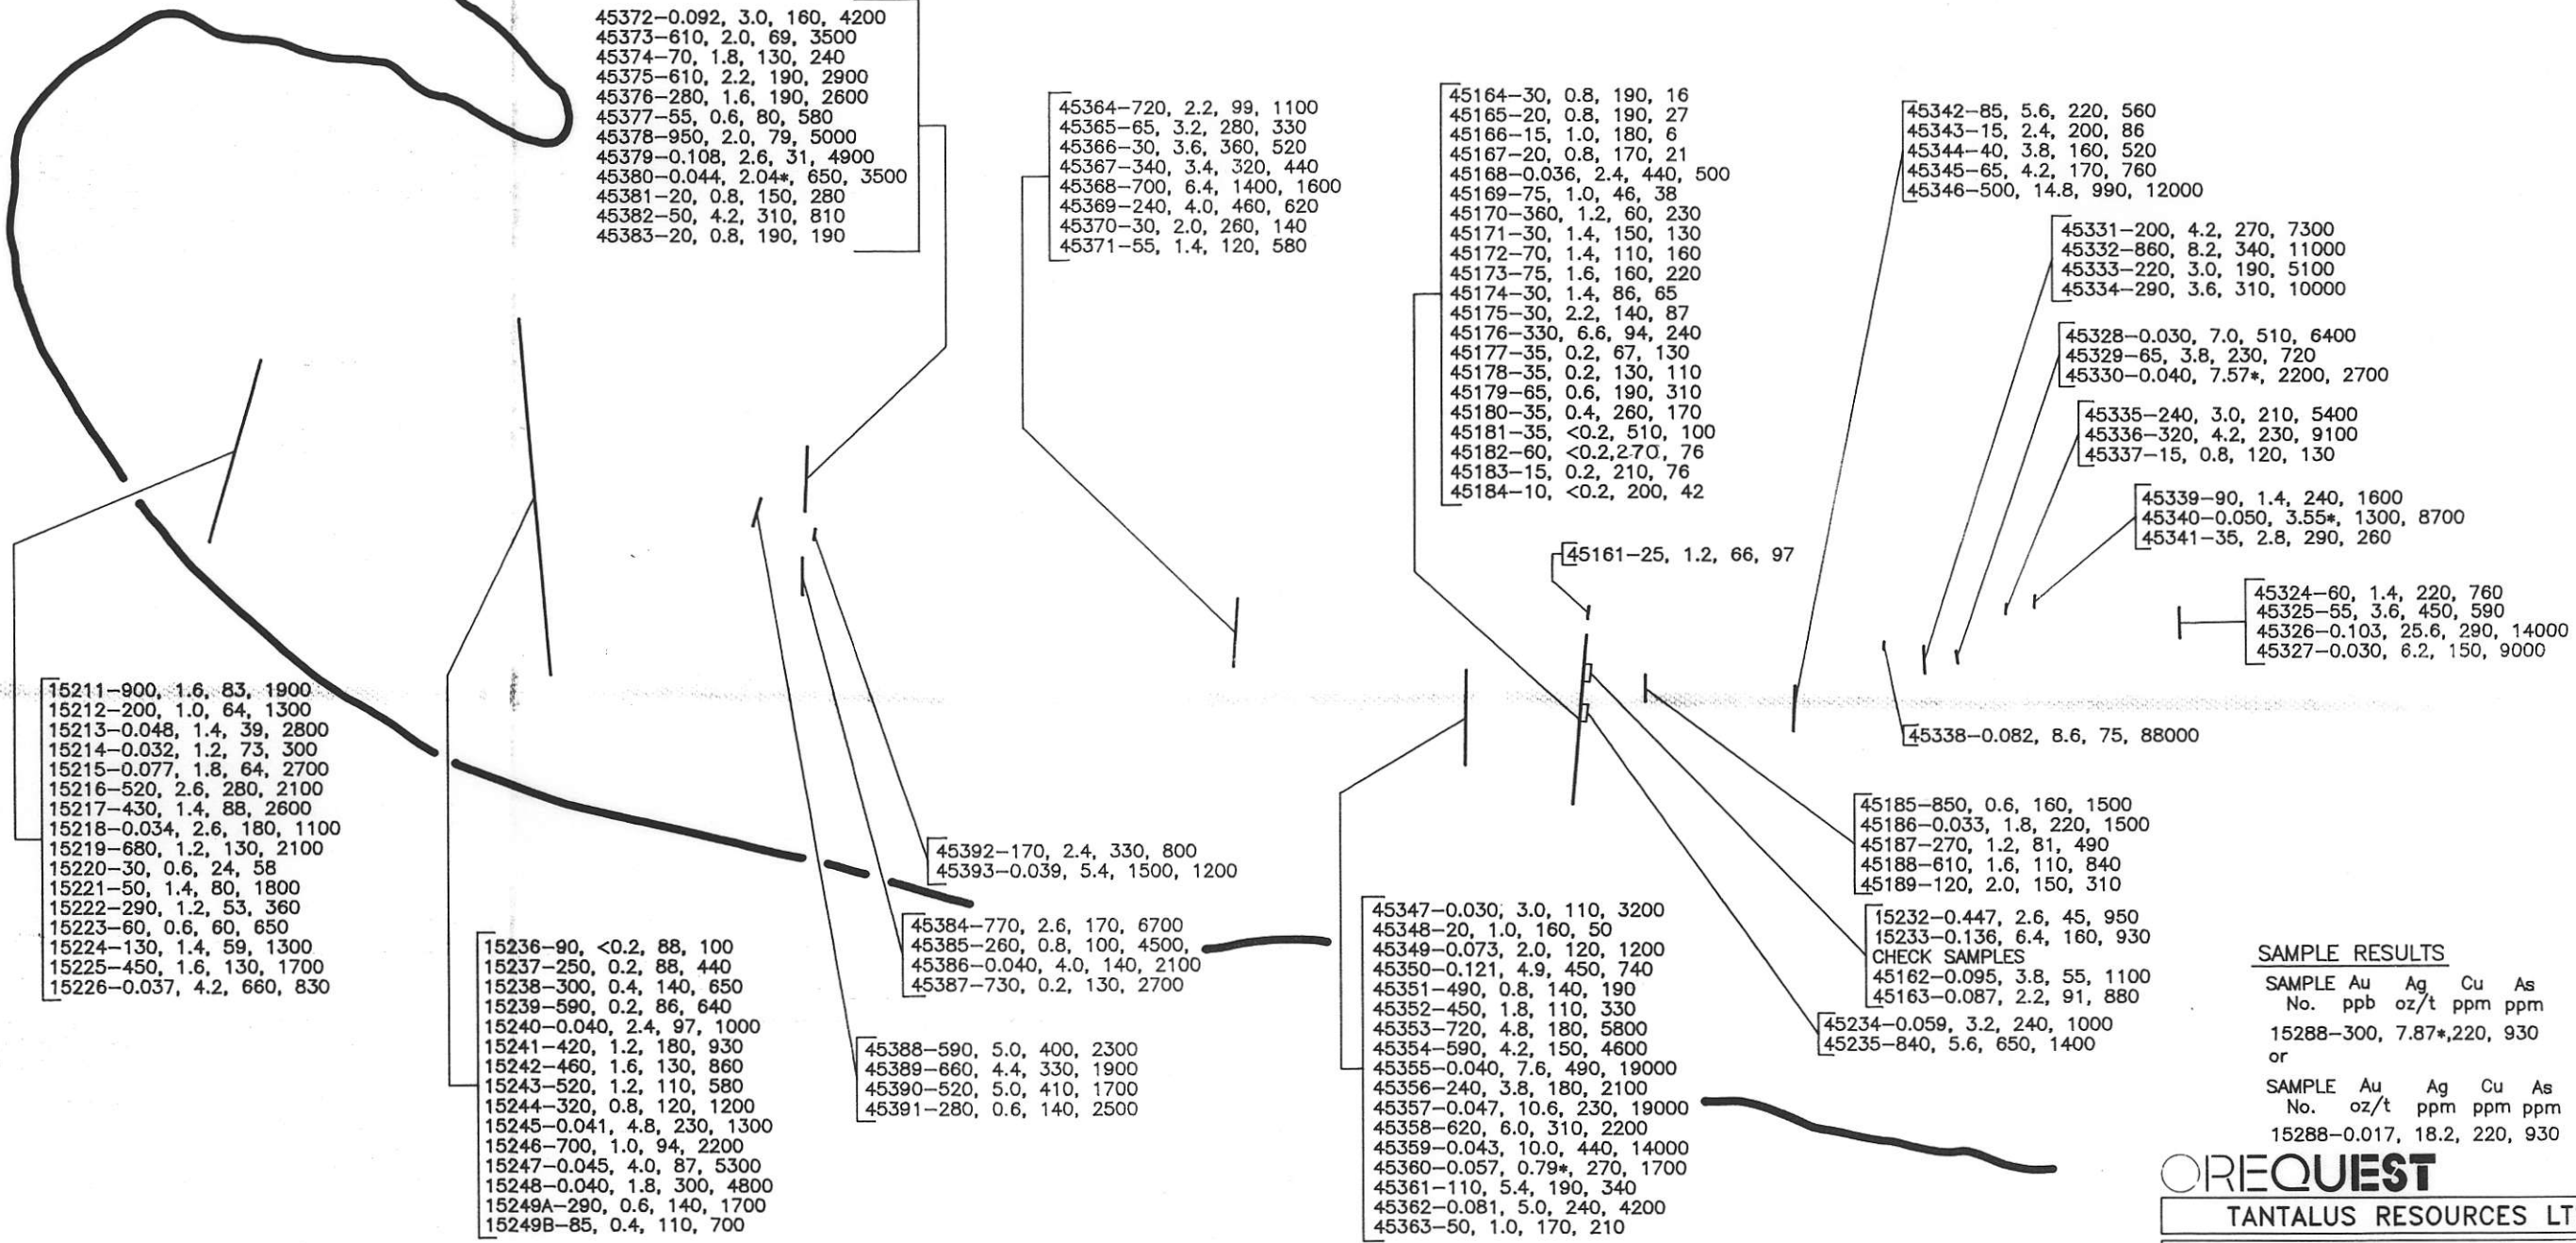 45372-0.092, 3.0, 160, 4200
45373-610, 2.0, 69, 3500
45374-70, 1.8, 130, 240
45375-610, 2.2, 190, 2900
45376-280, 1.6, 190, 2600
45377-55, 0.6, 80, 580
45378-950, 2.0, 79, 5000
45379-0.108, 2.6, 31, 4900
45380-0.044, 2.04*, 650, 3500
45381-20, 0.8, 150, 280
45382-50, 4.2, 310, 810
45383-20, 0.8, 190, 190
45364-720, 2.2, 99, 1100
45365-65, 3.2, 280, 330
45366-30, 3.6, 360, 520
45367-340, 3.4, 320, 440
45368-700, 6.4, 1400, 1600
45369-240, 4.0, 460, 620
45370-30, 2.0, 260, 140
45371-55, 1.4, 120, 580
45164-30, 0.8, 190, 16
45165-20, 0.8, 190, 27
45166-15, 1.0, 180, 6
45167-20, 0.8, 170, 21
45168-0.036, 2.4, 440, 500
45169-75, 1.0, 46, 38
45170-360, 1.2, 60, 230
45171-30, 1.4, 150, 130
45172-70, 1.4, 110, 160
45173-75, 1.6, 160, 220
45174-30, 1.4, 86, 65
45175-30, 2.2, 140, 87
45176-330, 6.6, 94, 240
45177-35, 0.2, 67, 130
45178-35, 0.2, 130, 110
45179-65, 0.6, 190, 310
45180-35, 0.4, 260, 170
45181-35, <0.2, 510, 100
45182-60, <0.2,270, 76
45183-15, 0.2, 210, 76
45184-10, <0.2, 200, 42
45342-85, 5.6, 220, 560
45343-15, 2.4, 200, 86
45344-40, 3.8, 160, 520
45345-65, 4.2, 170, 760
45346-500, 14.8, 990, 12000
45331-200, 4.2, 270, 7300
45332-860, 8.2, 340, 11000
45333-220, 3.0, 190, 5100
45334-290, 3.6, 310, 10000
45328-0.030, 7.0, 510, 6400
45329-65, 3.8, 230, 720
45330-0.040, 7.57*, 2200, 2700
45335-240, 3.0, 210, 5400
45336-320, 4.2, 230, 9100
45337-15, 0.8, 120, 130
45339-90, 1.4, 240, 1600
45340-0.050, 3.55*, 1300, 8700
45341-35, 2.8, 290, 260
45161-25, 1.2, 66, 97
45324-60, 1.4, 220, 760
45325-55, 3.6, 450, 590
45326-0.103, 25.6, 290, 14000
45327-0.030, 6.2, 150, 9000
45338-0.082, 8.6, 75, 88000
15211-900, 1.6, 83, 1900
15212-200, 1.0, 64, 1300
15213-0.048, 1.4, 39, 2800
15214-0.032, 1.2, 73, 300
15215-0.077, 1.8, 64, 2700
15216-520, 2.6, 280, 2100
15217-430, 1.4, 88, 2600
15218-0.034, 2.6, 180, 1100
15219-680, 1.2, 130, 2100
15220-30, 0.6, 24, 58
15221-50, 1.4, 80, 1800
15222-290, 1.2, 53, 360
15223-60, 0.6, 60, 650
15224-130, 1.4, 59, 1300
15225-450, 1.6, 130, 1700
15226-0.037, 4.2, 660, 830
15236-90, <0.2, 88, 100
15237-250, 0.2, 88, 440
15238-300, 0.4, 140, 650
15239-590, 0.2, 86, 640
15240-0.040, 2.4, 97, 1000
15241-420, 1.2, 180, 930
15242-460, 1.6, 130, 860
15243-520, 1.2, 110, 580
15244-320, 0.8, 120, 1200
15245-0.041, 4.8, 230, 1300
15246-700, 1.0, 94, 2200
15247-0.045, 4.0, 87, 5300
15248-0.040, 1.8, 300, 4800
15249A-290, 0.6, 140, 1700
15249B-85, 0.4, 110, 700
45392-170, 2.4, 330, 800
45393-0.039, 5.4, 1500, 1200
45384-770, 2.6, 170, 6700
45385-260, 0.8, 100, 4500,
45386-0.040, 4.0, 140, 2100
45387-730, 0.2, 130, 2700
45388-590, 5.0, 400, 2300
45389-660, 4.4, 330, 1900
45390-520, 5.0, 410, 1700
45391-280, 0.6, 140, 2500
45347-0.030, 3.0, 110, 3200
45348-20, 1.0, 160, 50
45349-0.073, 2.0, 120, 1200
45350-0.121, 4.9, 450, 740
45351-490, 0.8, 140, 190
45352-450, 1.8, 110, 330
45353-720, 4.8, 180, 5800
45354-590, 4.2, 150, 4600
45355-0.040, 7.6, 490, 19000
45356-240, 3.8, 180, 2100
45357-0.047, 10.6, 230, 19000
45358-620, 6.0, 310, 2200
45359-0.043, 10.0, 440, 14000
45360-0.057, 0.79*, 270, 1700
45361-110, 5.4, 190, 340
45362-0.081, 5.0, 240, 4200
45363-50, 1.0, 170, 210
45185-850, 0.6, 160, 1500
45186-0.033, 1.8, 220, 1500
45187-270, 1.2, 81, 490
45188-610, 1.6, 110, 840
45189-120, 2.0, 150, 310
15232-0.447, 2.6, 45, 950
15233-0.136, 6.4, 160, 930
CHECK SAMPLES
45162-0.095, 3.8, 55, 1100
45163-0.087, 2.2, 91, 880
45234-0.059, 3.2, 240, 1000
45235-840, 5.6, 650, 1400
SAMPLE RESULTS
SAMPLE Au Ag Cu As
No. ppb oz/t ppm ppm
15288-300, 7.87*,220, 930
or
SAMPLE Au Ag Cu As
No. oz/t ppm ppm ppm
15288-0.017, 18.2, 220, 930
OREQUEST
TANTALUS RESOURCES LT